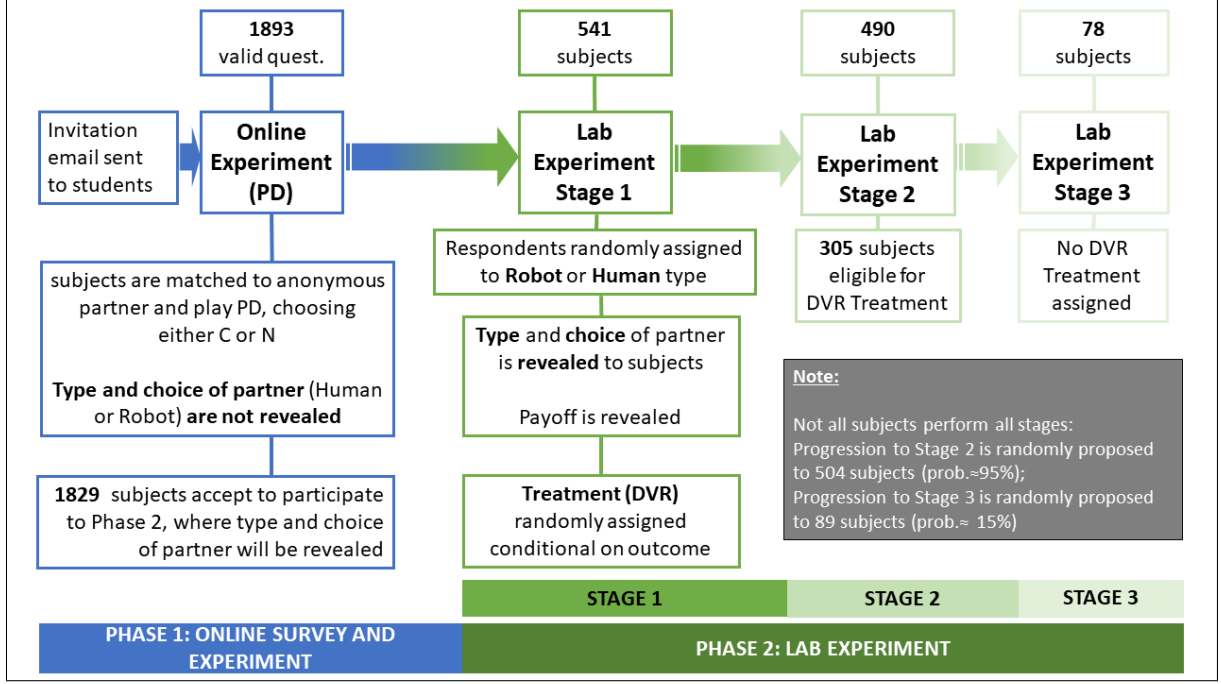 1893
valid quest.
541
subjects
490
subjects
78
subjects
Invitation
email sent
to students
Online
Experiment
(PD)
Lab
Experiment
Stage 1
Lab
Experiment
Stage 2
Lab
Experiment
Stage 3
subjects are matched to anonymous
partner and play PD, choosing
either C or N
Type and choice of partner (Human
or Robot) are not revealed
1829 subjects accept to participate
to Phase 2, where type and choice
of partner will be revealed
Respondents randomly assigned
to Robot or Human type
Type and choice of partner
is revealed to subjects
Payoff is revealed
Treatment (DVR)
randomly assigned
conditional on outcome
305 subjects
eligible for
DVR Treatment
No DVR
Treatment
assigned
Note:
Not all subjects perform all stages:
Progression to Stage 2 is randomly proposed
to 504 subjects (prob.≈95%);
Progression to Stage 3 is randomly proposed
to 89 subjects (prob.≈ 15%)
STAGE 1
STAGE 2
STAGE 3
PHASE 1: ONLINE SURVEY AND
EXPERIMENT
PHASE 2: LAB EXPERIMENT